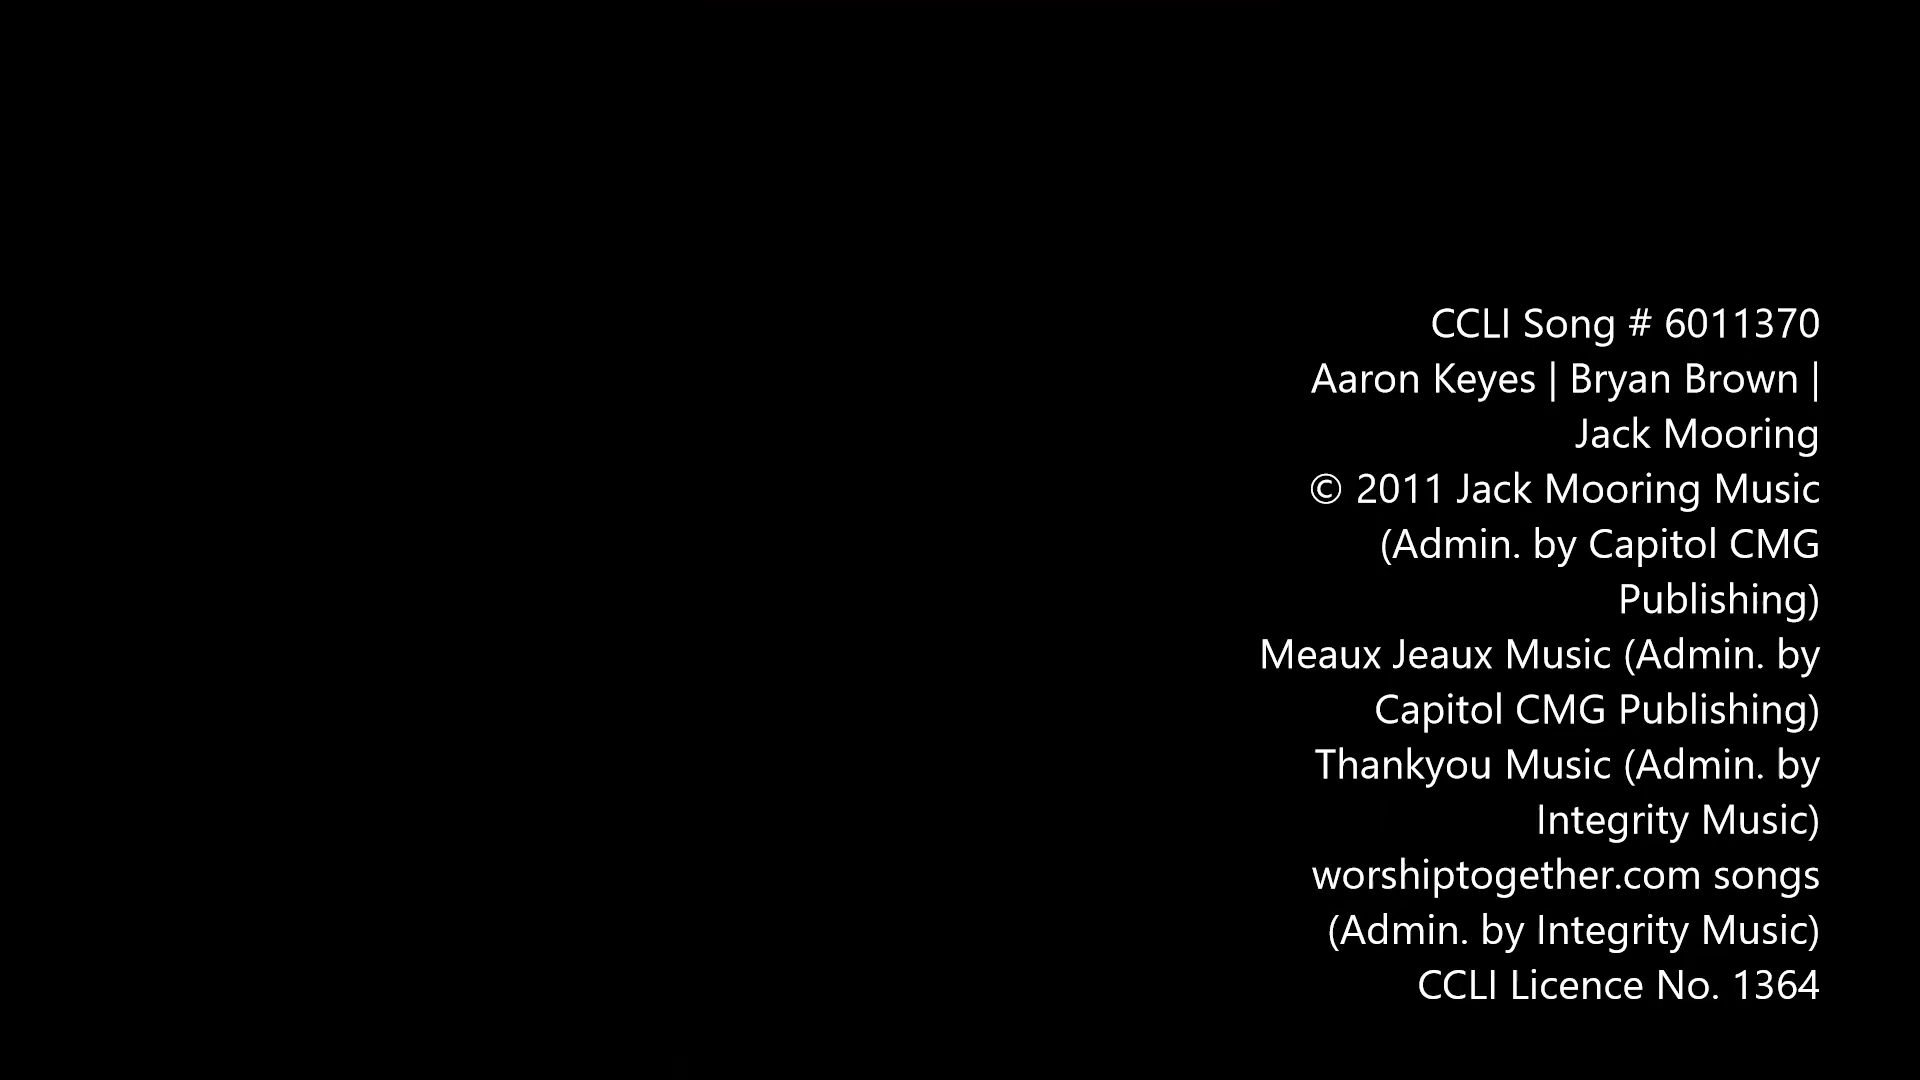 CCLI Song # 6011370
Aaron Keyes | Bryan Brown |
Jack Mooring
© 2011 Jack Mooring Music
(Admin. by Capitol CMG
Publishing)
Meaux Jeaux Music (Admin. by
Capitol CMG Publishing)
Thankyou Music (Admin. by
Integrity Music)
worshiptogether.com songs
(Admin. by Integrity Music)
CCLI Licence No. 1364